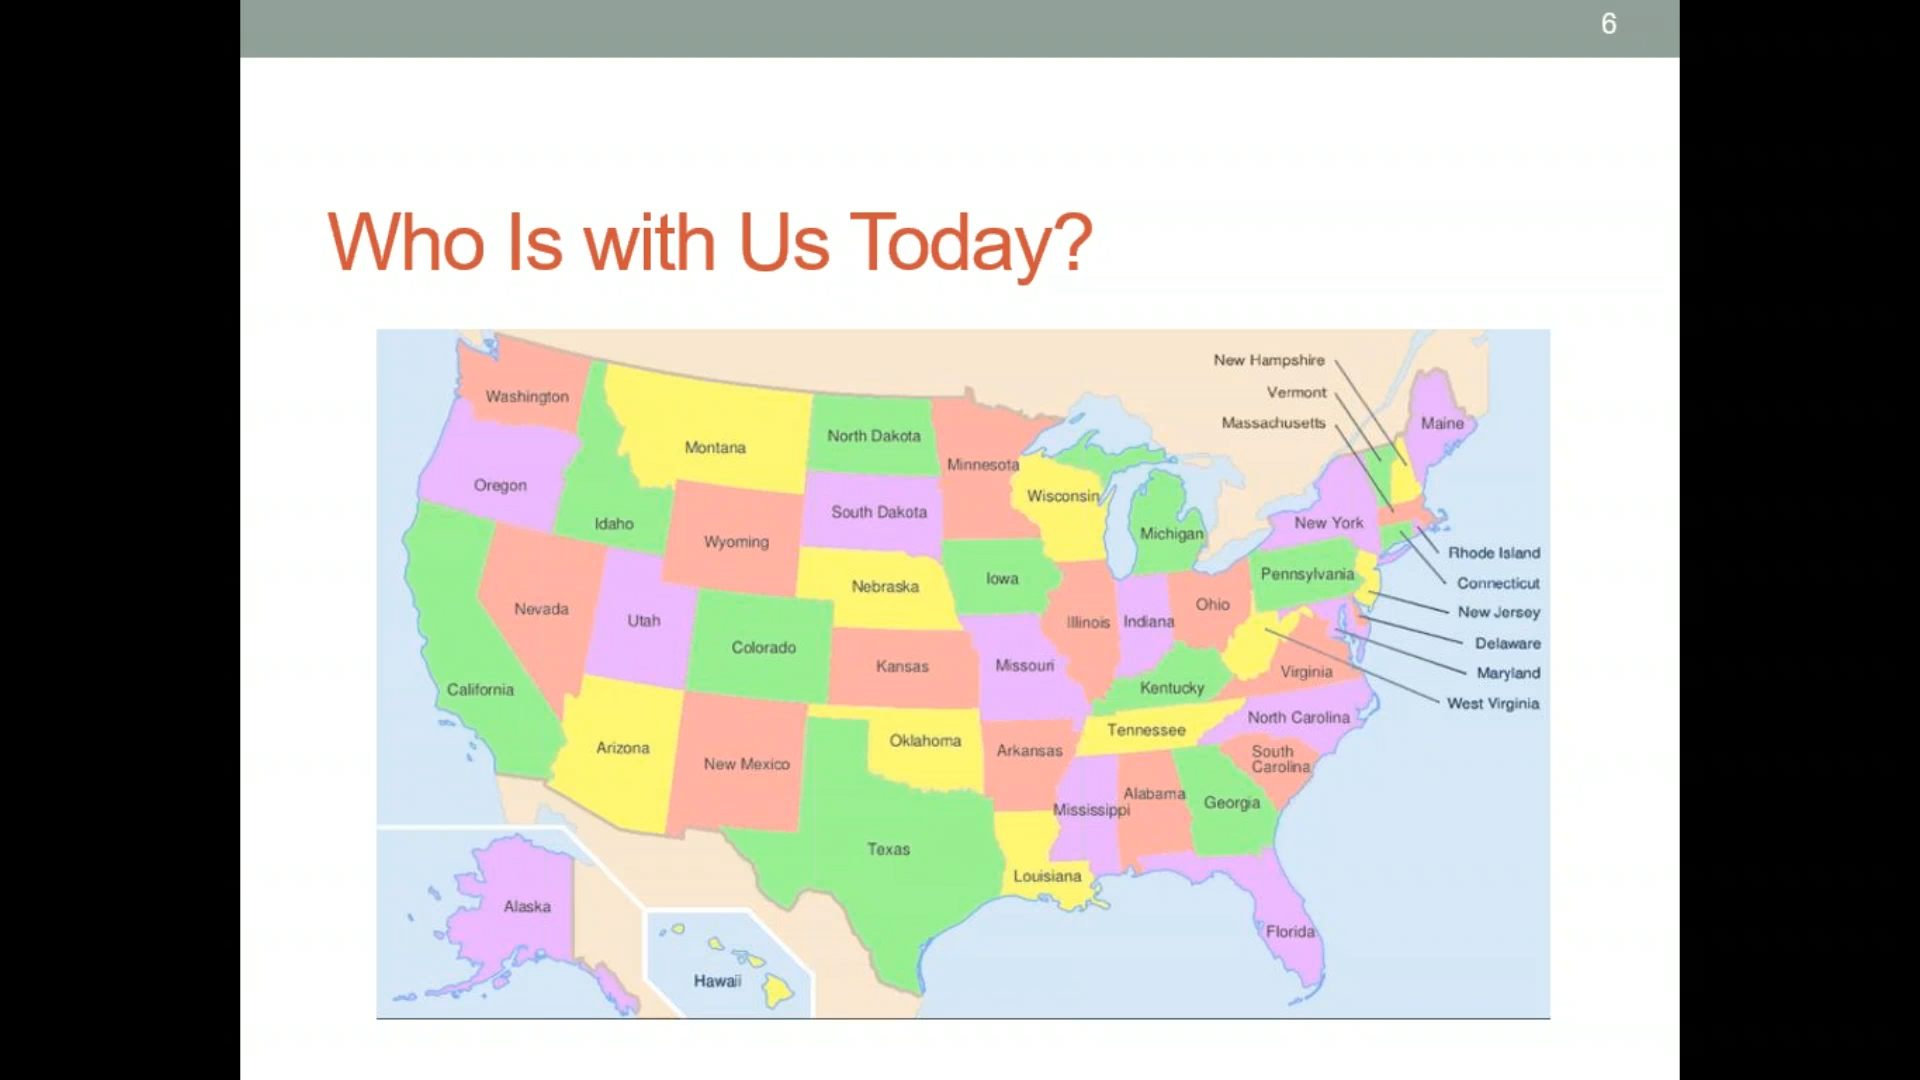 6
Who Is with Us Today?
New Hampshire
Vermont
Massachusetts
Maine
Washington
Montana
North Dakota
Minnesota
Oregon
Idaho
South Dakota
Wisconsin
Michigan
New York
Wyoming
Rhode Island
Connecticut
Nebraska
Iowa
Pennsylvania
New Jersey
Nevada
Utah
Colorado
Illinois
Indiana
Ohio
Delaware
Kansas
Missouri
Kentucky
Virginia
Maryland
West Virginia
California
Arizona
New Mexico
Oklahoma
Arkansas
Tennessee
North Carolina
South
Carolina
Mississippi
Alabama
Georgia
Texas
Louisiana
Alaska
Florida
Hawaii